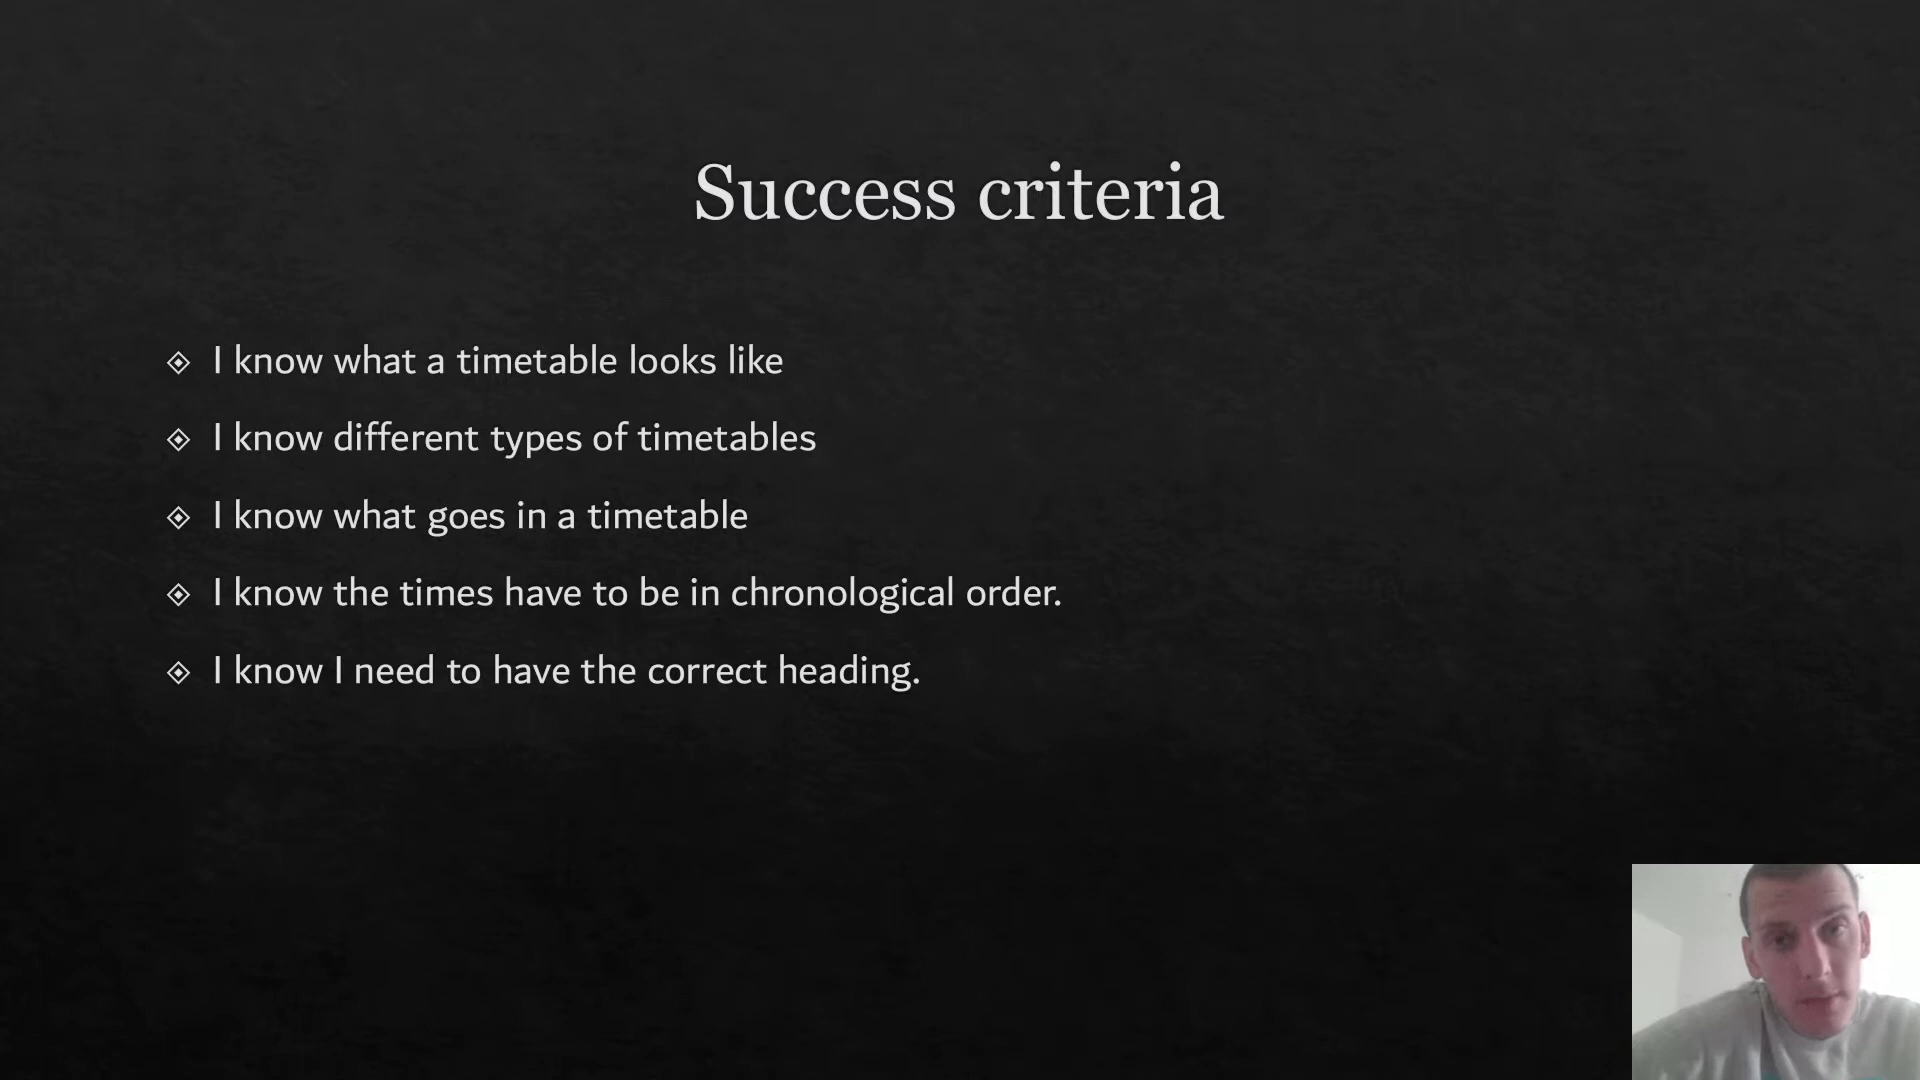 Success criteria
I know what a timetable looks like
I know different types of timetables
I know what goes in a timetable
I know the times have to be in chronological order.
I know I need to have the correct heading.